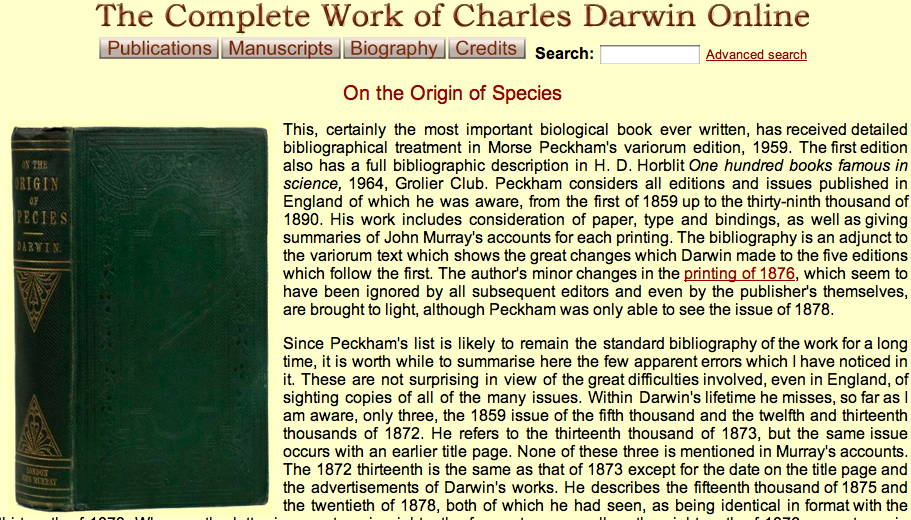 The Complete Work of Charles Darwin Online
Publications Manuscripts Biography Credits Search: Advanced search
On the Origin of Species
ON THE
ORIGIN
OF
SPECIES
DARWIN.
LONDON
JOHN MURRAY
This, certainly the most important biological book ever written, has received detailed
bibliographical treatment in Morse Peckham's variorum edition, 1959. The first edition
also has a full bibliographic description in H. D. Horblit One hundred books famous in
science, 1964, Grolier Club. Peckham considers all editions and issues published in
England of which he was aware, from the first of 1859 up to the thirty-ninth thousand of
1890. His work includes consideration of paper, type and bindings, as well as giving
summaries of John Murray's accounts for each printing. The bibliography is an adjunct to
the variorum text which shows the great changes which Darwin made to the five editions
which follow the first. The author's minor changes in the printing of 1876, which seem to
have been ignored by all subsequent editors and even by the publisher's themselves,
are brought to light, although Peckham was only able to see the issue of 1878.
Since Peckham's list is likely to remain the standard bibliography of the work for a long
time, it is worth while to summarise here the few apparent errors which I have noticed in
it. These are not surprising in view of the great difficulties involved, even in England, of
sighting copies of all of the many issues. Within Darwin's lifetime he misses, so far as I
am aware, only three, the 1859 issue of the fifth thousand and the twelfth and thirteenth
thousands of 1872. He refers to the thirteenth thousand of 1873, but the same issue
occurs with an earlier title page. None of these three is mentioned in Murray's accounts.
The 1872 thirteenth is the same as that of 1873 except for the date on the title page and
the advertisements of Darwin's works. He describes the fifteenth thousand of 1875 and
the twentieth of 1878, both of which he had seen, as being identical in format with the